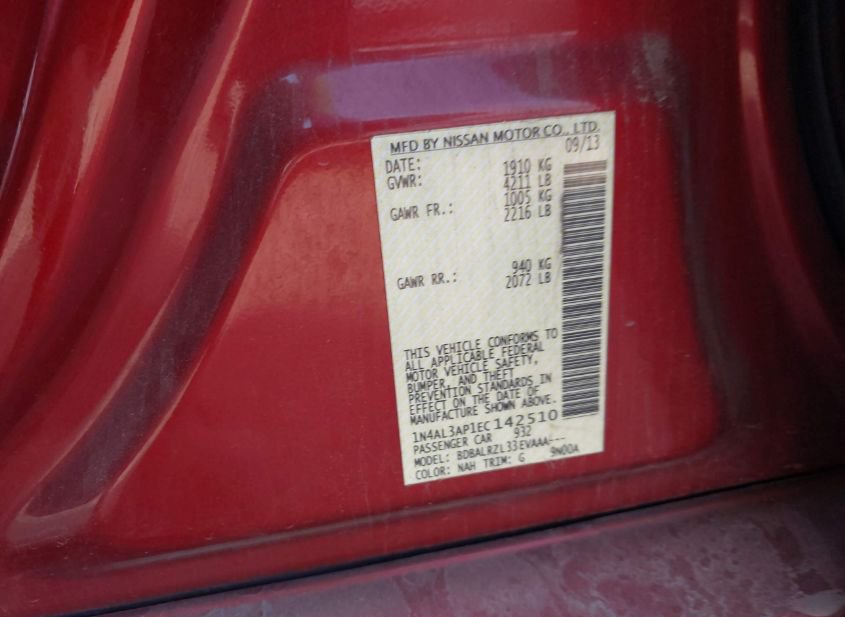 MFD BY NISSAN MOTOR CO., LTD.
DATE: 09/13
GVWR: 1910 KG
4211 LB
GAWR FR.: 1005 KG
2216 LB
GAWR RR.: 940 KG
2072 LB
THIS VEHICLE CONFORMS TO
ALL APPLICABLE FEDERAL
MOTOR VEHICLE SAFETY,
BUMPER, AND THEFT
PREVENTION STANDARDS IN
EFFECT ON THE DATE OF
MANUFACTURE SHOWN ABOVE.
1N4AL3AP1EC142510
PASSENGER CAR 932
MODEL: BDBALRZL33EVAAA---
COLOR: NAH TRIM: G 9N00A